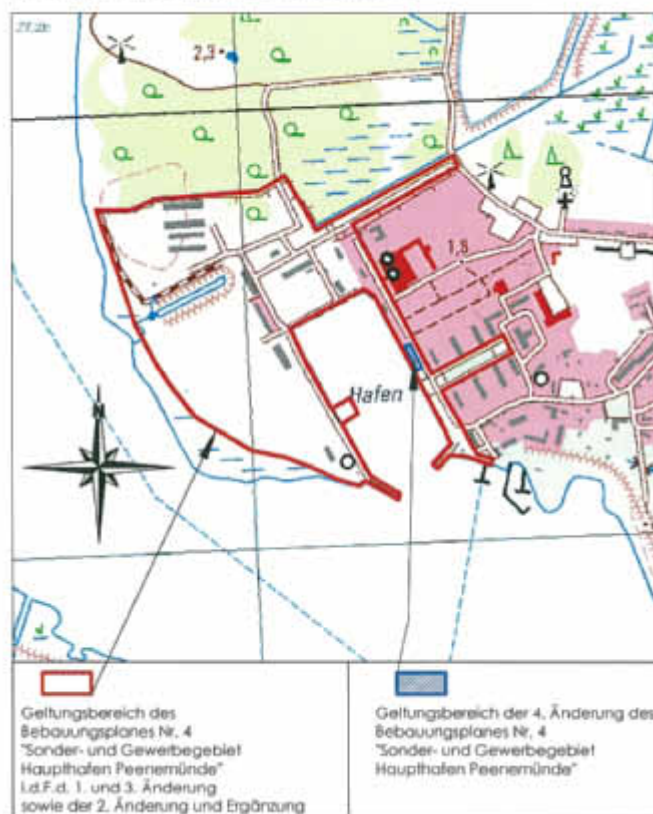 2,3
1,8
Hafen
N
Geltungsbereich des
Bebauungsplanes Nr. 4
"Sonder- und Gewerbegebiet
Haupthafen Peenemünde"
i.d.F.d. 1. und 3. Änderung
sowie der 2. Änderung und Ergänzung
Geltungsbereich der 4. Änderung des
Bebauungsplanes Nr. 4
"Sonder- und Gewerbegebiet
Haupthafen Peenemünde"